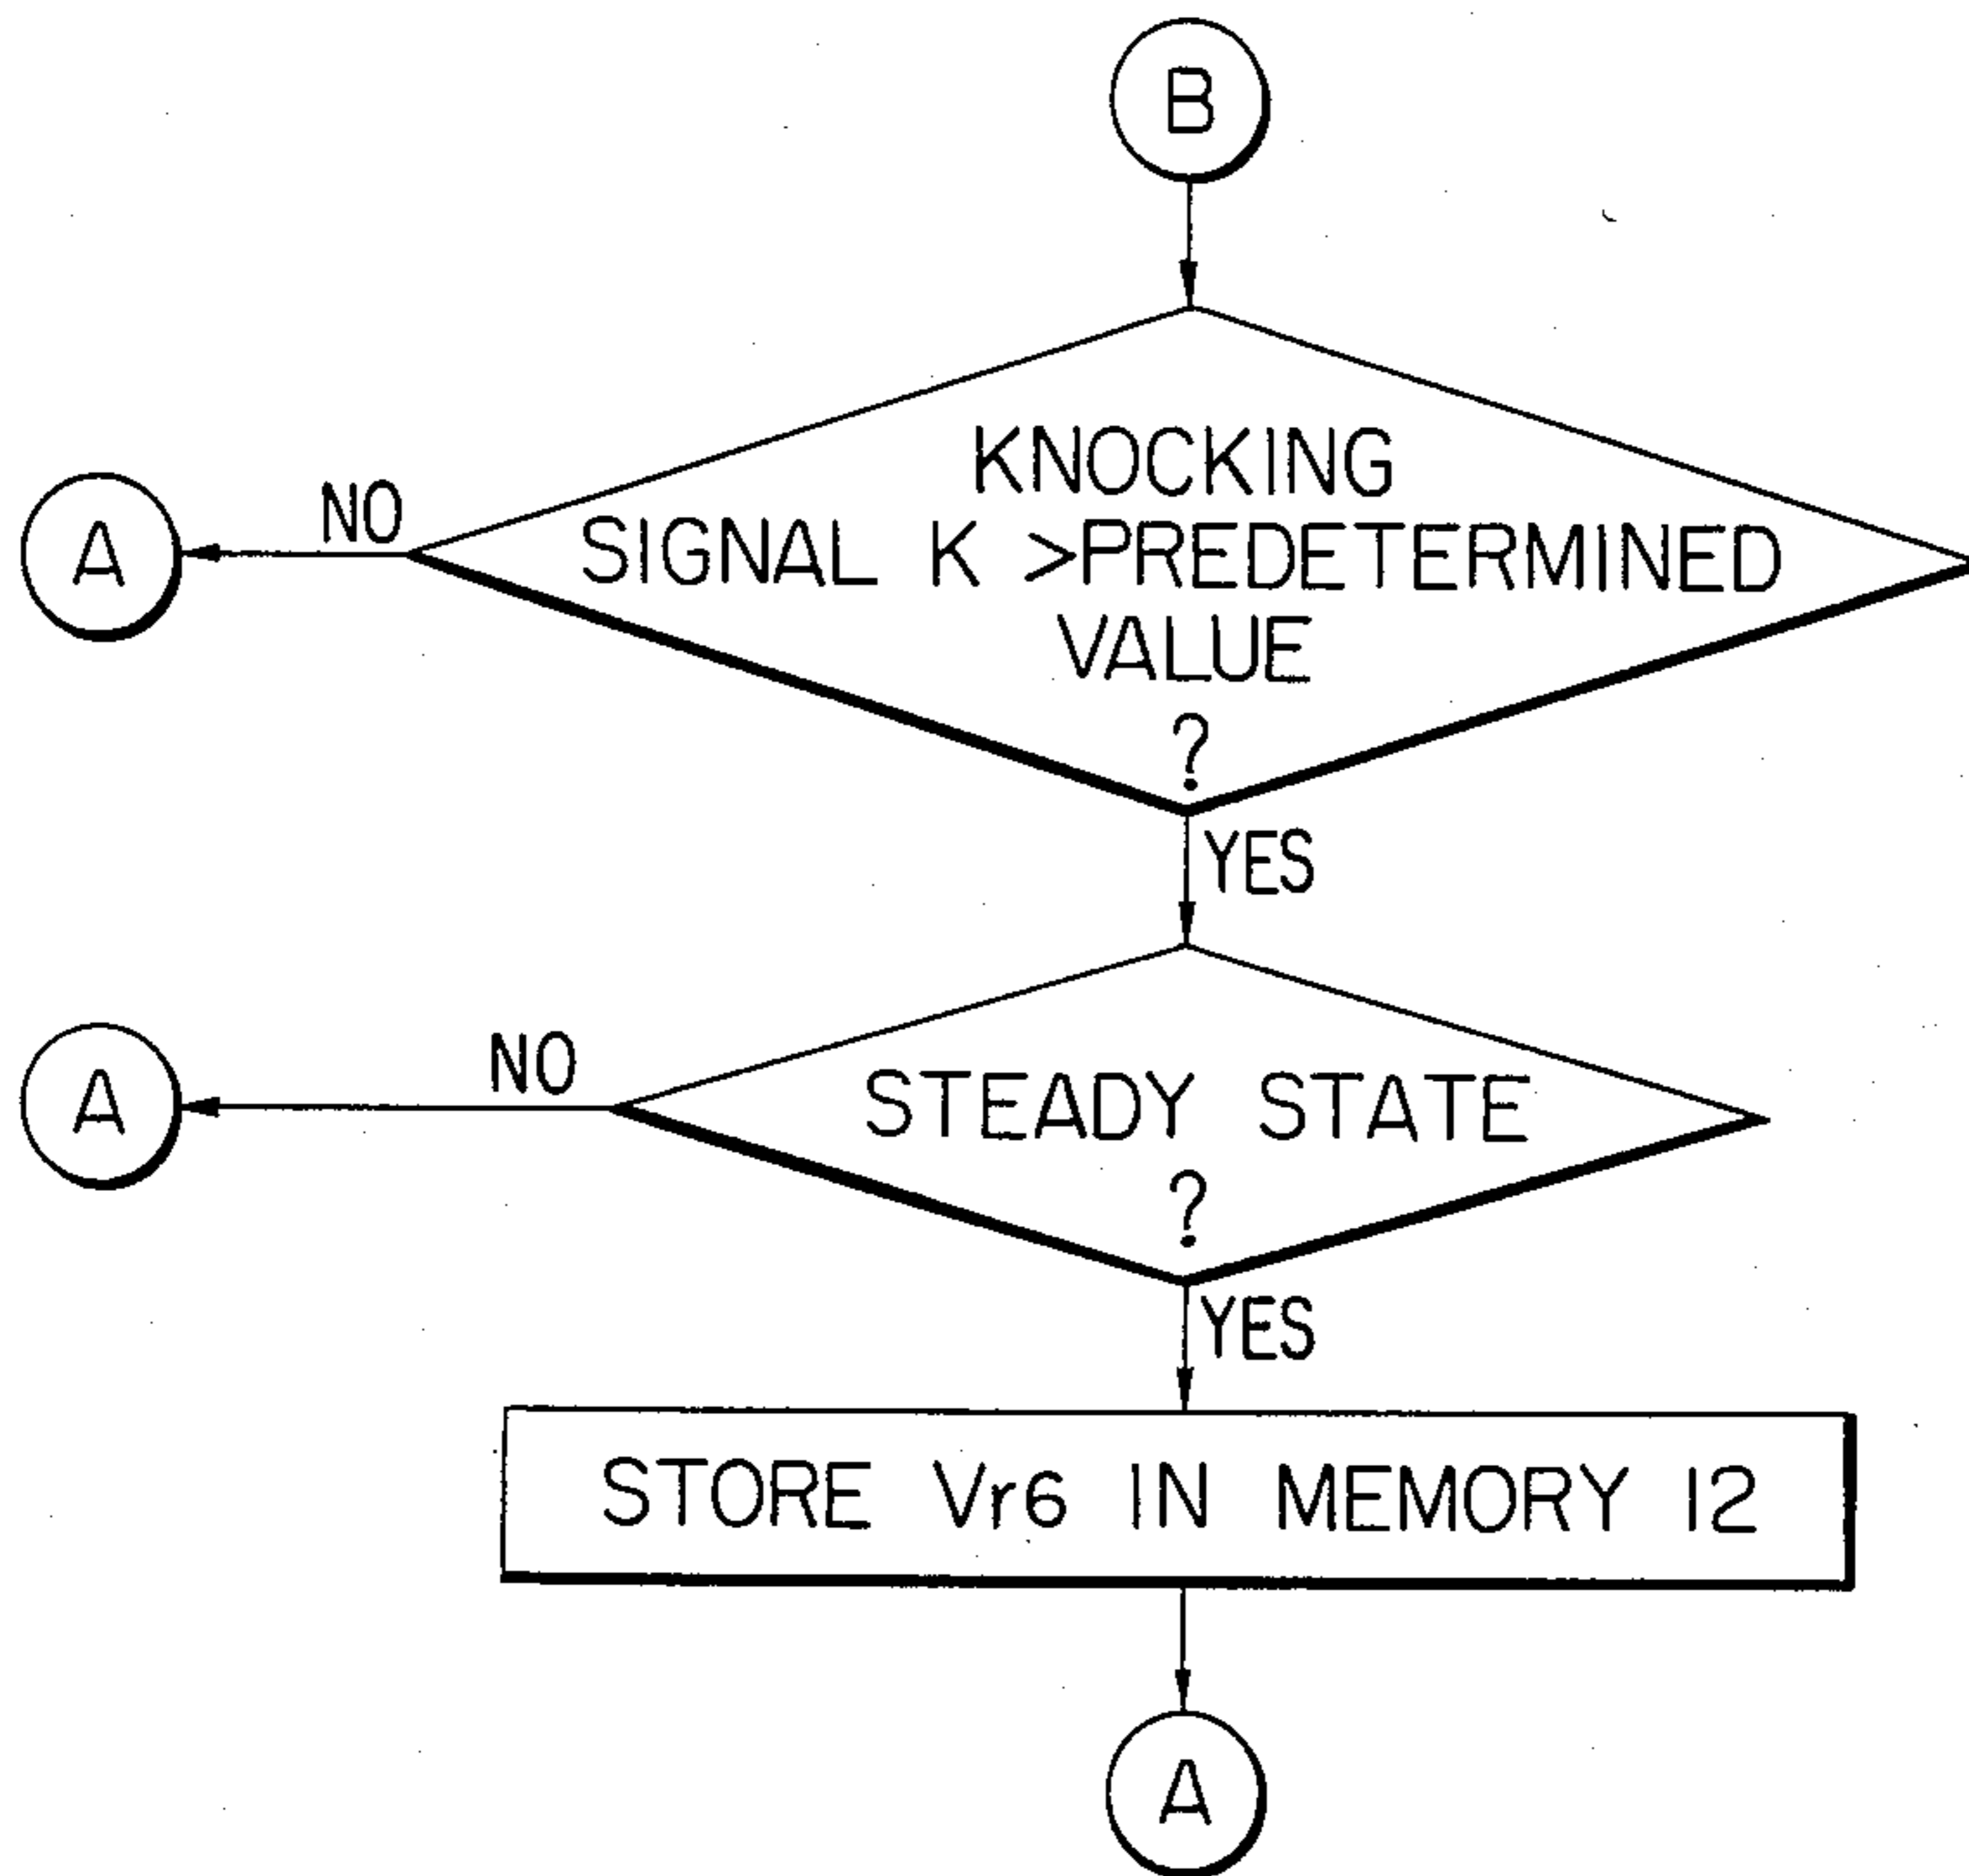 B
KNOCKING
SIGNAL K >PREDETERMINED
VALUE
?
NO
A
YES
STEADY STATE
?
NO
A
YES
STORE Vr6 IN MEMORY 12
A